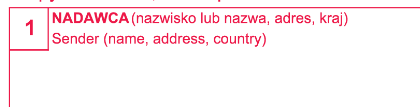 1
NADAWCA (nazwisko lub nazwa, adres, kraj)
Sender (name, address, country)